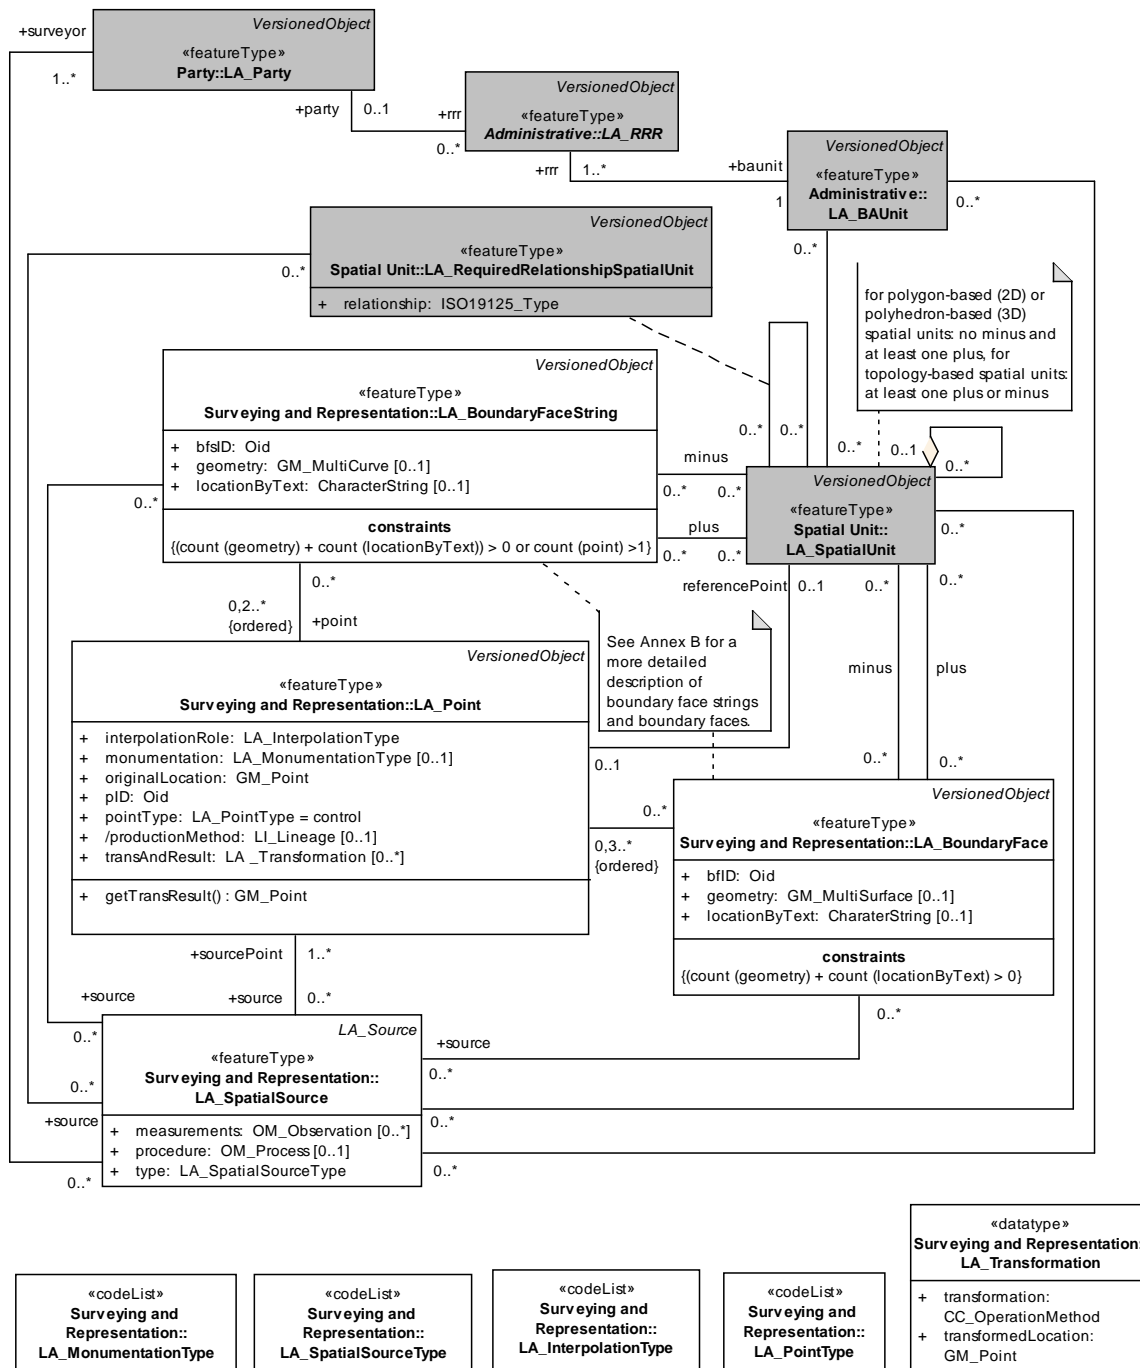 VersionedObject
+surveyor
«featureType»
Party::LA_Party
1..*
+party
0..1
VersionedObject
+rrr
«featureType»
Administrative::LA_RRR
0..*
+rrr
1..*
VersionedObject
+baunit
«featureType»
Administrative::
LA_BAUnit
1
0..*
0..*
VersionedObject
«featureType»
Spatial Unit::LA_RequiredRelationshipSpatialUnit
0..*
+ relationship: ISO19125_Type
for polygon-based (2D) or
polyhedron-based (3D)
spatial units: no minus and
at least one plus, for
topology-based spatial units:
at least one plus or minus
VersionedObject
«featureType»
Surveying and Representation::LA_BoundaryFaceString
+ bfsID: Oid
+ geometry: GM_MultiCurve [0..1]
+ locationByText: CharacterString [0..1]
0..*
constraints
{(count (geometry) + count (locationByText)) > 0 or count (point) >1}
0..*
0..*
0..*
0..1
0..*
minus
0..*
0..*
plus
0..*
0..*
VersionedObject
«featureType»
Spatial Unit::
LA_SpatialUnit
0..*
referencePoint
0..1
0..*
0..*
0..*
0,2..*
{ordered}
+point
See Annex B for a
more detailed
description of
boundary face strings
and boundary faces.
minus
plus
VersionedObject
«featureType»
Surveying and Representation::LA_Point
+ interpolationRole: LA_InterpolationType
+ monumentation: LA_MonumentationType [0..1]
+ originalLocation: GM_Point
+ pID: Oid
+ pointType: LA_PointType = control
+ /productionMethod: LI_Lineage [0..1]
+ transAndResult: LA _Transformation [0..*]
+ getTransResult() : GM_Point
0..1
0..*
0,3..*
{ordered}
0..*
0..*
VersionedObject
«featureType»
Surveying and Representation::LA_BoundaryFace
+ bfID: Oid
+ geometry: GM_MultiSurface [0..1]
+ locationByText: CharaterString [0..1]
constraints
{(count (geometry) + count (locationByText) > 0}
0..*
+sourcePoint
1..*
+source
+source
0..*
0..*
LA_Source
«featureType»
Surveying and Representation::
LA_SpatialSource
+ measurements: OM_Observation [0..*]
+ procedure: OM_Process [0..1]
+ type: LA_SpatialSourceType
+source
0..*
0..*
+source
0..*
0..*
0..*
«datatype»
Surveying and Representation:
LA_Transformation
+ transformation:
CC_OperationMethod
+ transformedLocation:
GM_Point
«codeList»
Surveying and
Representation::
LA_MonumentationType
«codeList»
Surveying and
Representation::
LA_SpatialSourceType
«codeList»
Surveying and
Representation::
LA_InterpolationType
«codeList»
Surveying and
Representation::
LA_PointType